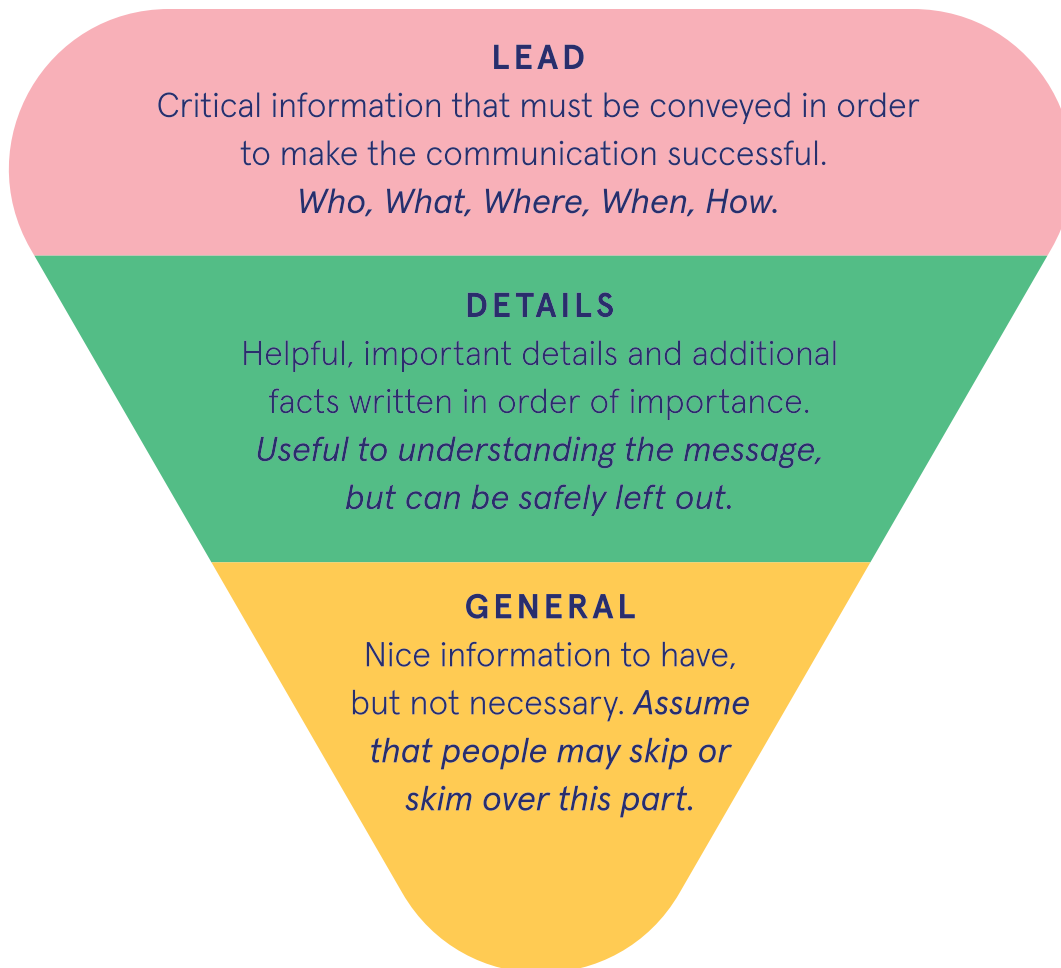 LEAD
Critical information that must be conveyed in order
to make the communication successful.
Who, What, Where, When, How.
DETAILS
Helpful, important details and additional
facts written in order of importance.
Useful to understanding the message,
but can be safely left out.
GENERAL
Nice information to have,
but not necessary. Assume
that people may skip or
skim over this part.